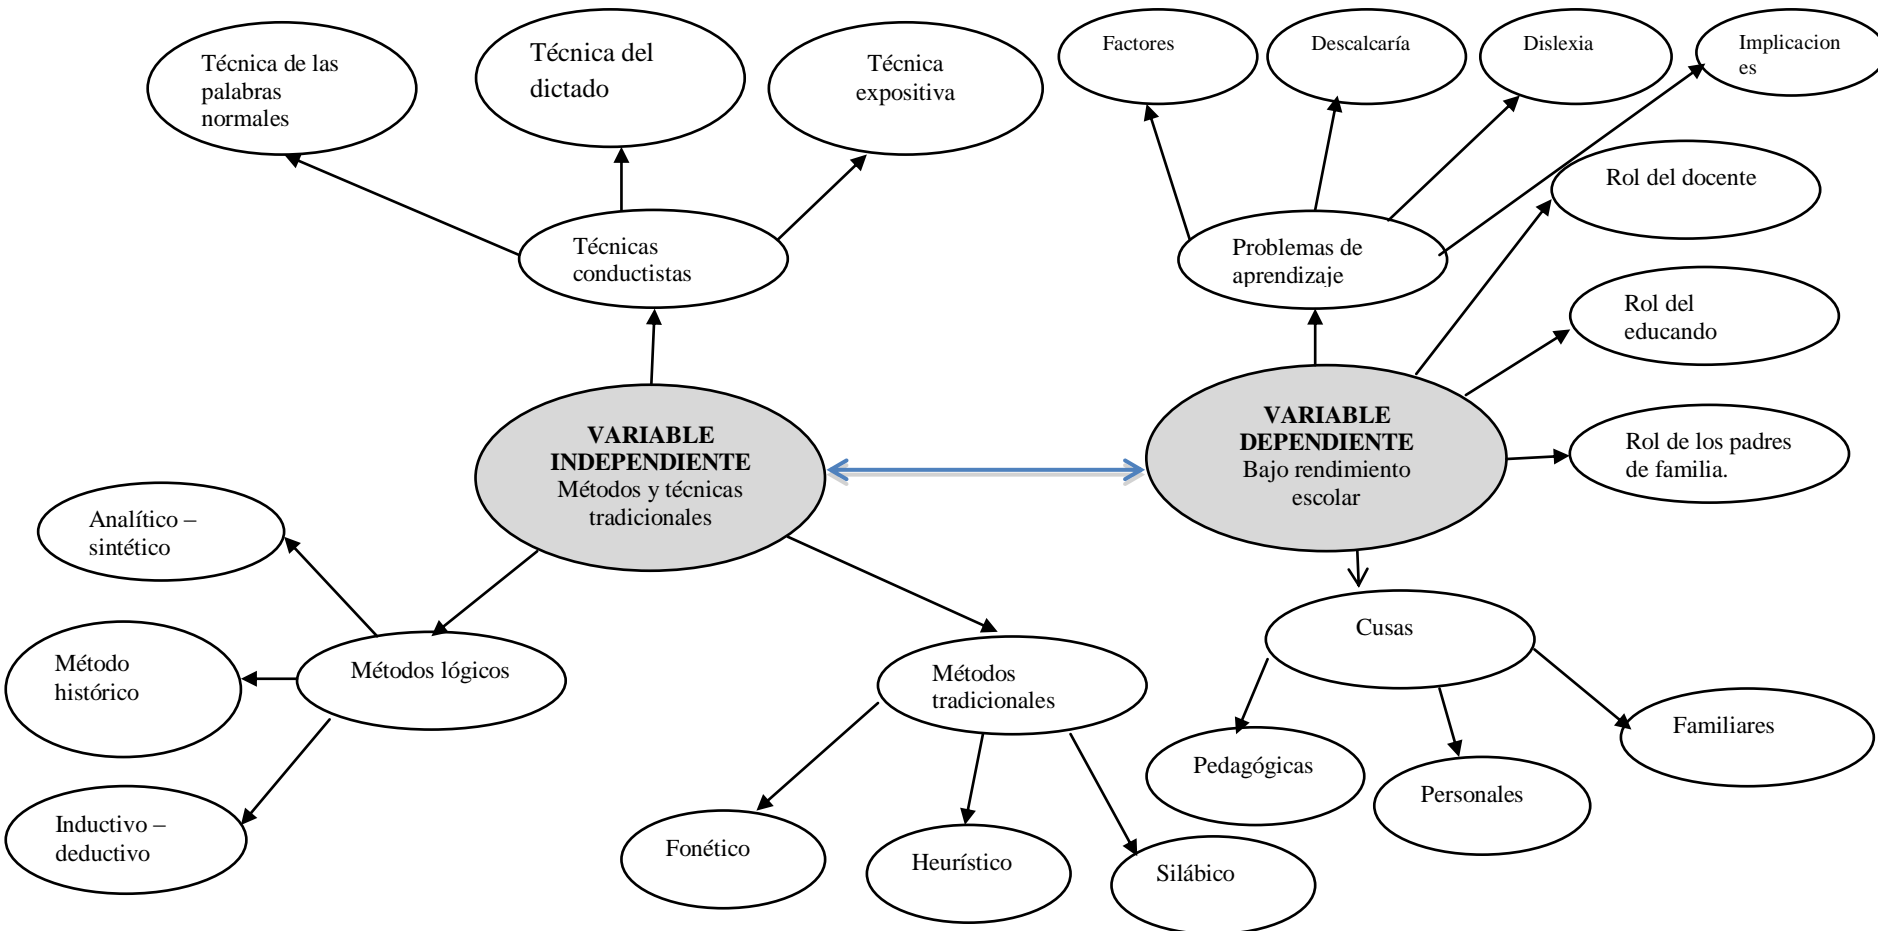 Técnica de las
palabras
normales
Técnica del
dictado
Técnica
expositiva
Factores
Descalcaría
Dislexia
Implicacion
es
Rol del docente
Técnicas
conductistas
Problemas de
aprendizaje
Rol del
educando
VARIABLE
INDEPENDIENTE
Métodos y técnicas
tradicionales
VARIABLE
DEPENDIENTE
Bajo rendimiento
escolar
Rol de los padres
de familia.
Analítico –
sintético
Método
histórico
Métodos lógicos
Inductivo –
deductivo
Métodos
tradicionales
Fonético
Heurístico
Silábico
Cusas
Pedagógicas
Personales
Familiares